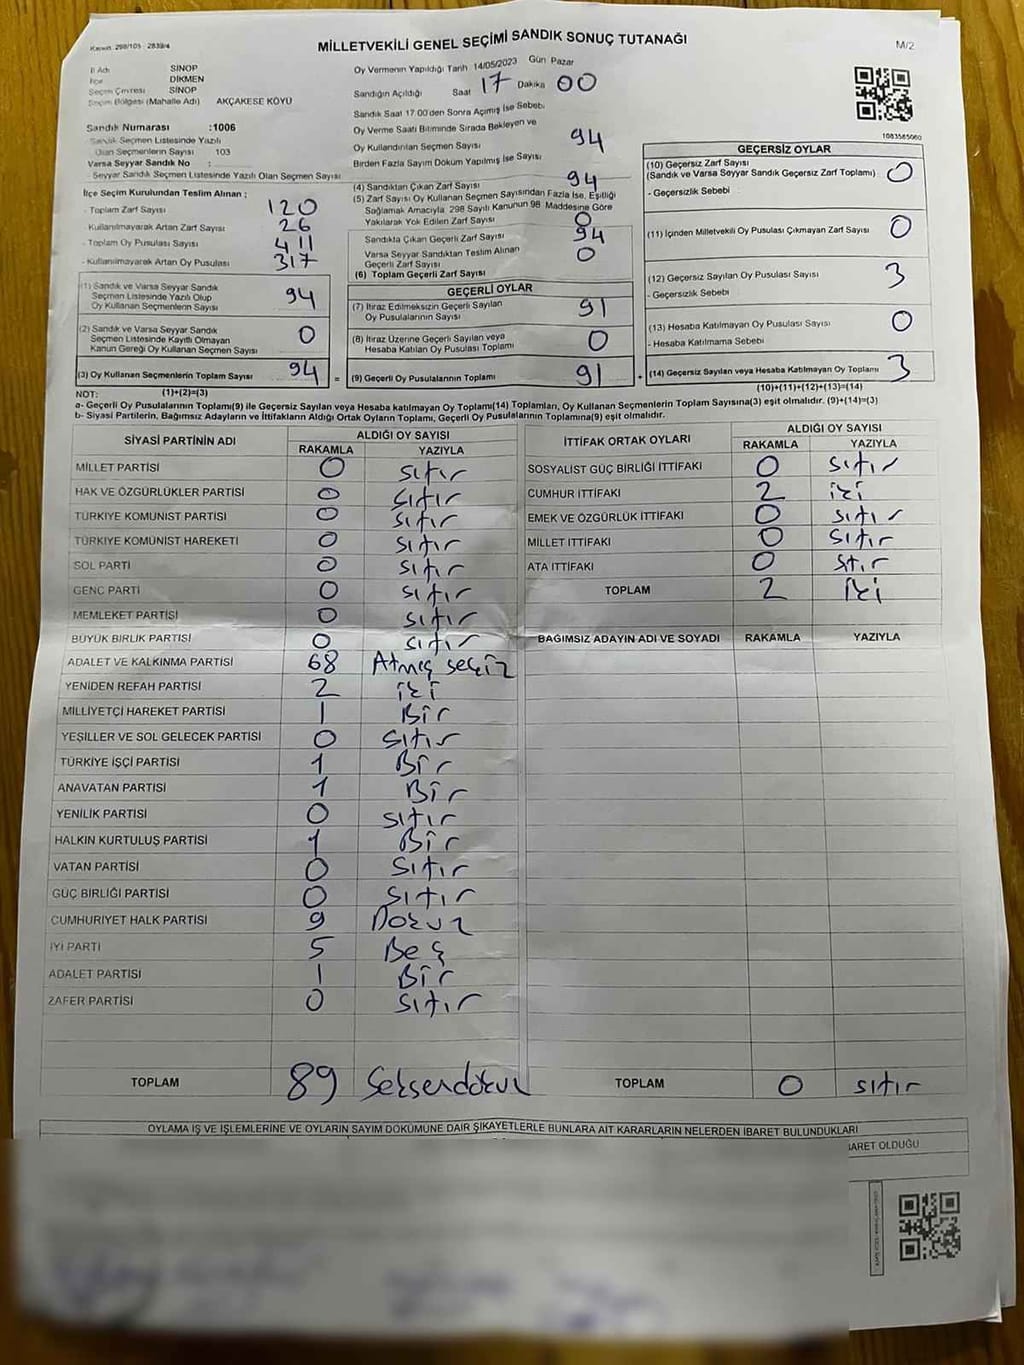 Kanun: 298/105 - 2839/4
MİLLETVEKİLİ GENEL SEÇİMİ SANDIK SONUÇ TUTANAĞI
M/2
İl Adı SİNOP
İlçe DİKMEN
Seçim Çevresi SİNOP
Seçim Bölgesi (Mahalle Adı) AKÇAKESE KÖYÜ
Sandık Numarası :1006
Sandık Seçmen Listesinde Yazılı
Olan Seçmenlerin Sayısı 103
Varsa Seyyar Sandık No :
- Seyyar Sandık Seçmen Listesinde Yazılı Olan Seçmen Sayısı
Oy Vermenin Yapıldığı Tarih 14/05/2023 Gün Pazar
Sandığın Açıldığı Saat 17 Dakika 00
Sandık Saat 17:00'den Sonra Açılmış İse Sebebi
Oy Verme Saati Bitiminde Sırada Bekleyen ve
Oy Kullandırılan Seçmen Sayısı 94
Birden Fazla Sayım Döküm Yapılmış İse Sayısı
1083585060
İlçe Seçim Kurulundan Teslim Alınan :
- Toplam Zarf Sayısı 120
- Kullanılmayarak Artan Zarf Sayısı 26
- Toplam Oy Pusulası Sayısı 411
- Kullanılmayarak Artan Oy Pusulası 317
(1) Sandık ve Varsa Seyyar Sandık
Seçmen Listesinde Yazılı Olup
Oy Kullanan Seçmenlerin Sayısı 94
(2) Sandık ve Varsa Seyyar Sandık
Seçmen Listesinde Kayıtlı Olmayan
Kanun Gereği Oy Kullanan Seçmen Sayısı 0
(3) Oy Kullanan Seçmenlerin Toplam Sayısı 94 =
(4) Sandıktan Çıkan Zarf Sayısı 94
(5) Zarf Sayısı Oy Kullanan Seçmen Sayısından Fazla İse, Eşitliği
Sağlamak Amacıyla 298 Sayılı Kanunun 98. Maddesine Göre
Yakılarak Yok Edilen Zarf Sayısı 0
Sandıkta Çıkan Geçerli Zarf Sayısı 94
Varsa Seyyar Sandıktan Teslim Alınan
Geçerli Zarf Sayısı 0
(6) Toplam Geçerli Zarf Sayısı
GEÇERLİ OYLAR
(7) İtiraz Edilmeksizin Geçerli Sayılan
Oy Pusulalarının Sayısı 91
(8) İtiraz Üzerine Geçerli Sayılan veya
Hesaba Katılan Oy Pusulası Toplamı 0
(9) Geçerli Oy Pusulalarının Toplamı 91 +
GEÇERSİZ OYLAR
(10) Geçersiz Zarf Sayısı
(Sandık ve Varsa Seyyar Sandık Geçersiz Zarf Toplamı) 0
- Geçersizlik Sebebi
(11) İçinden Milletvekili Oy Pusulası Çıkmayan Zarf Sayısı 0
(12) Geçersiz Sayılan Oy Pusulası Sayısı 3
- Geçersizlik Sebebi
(13) Hesaba Katılmayan Oy Pusulası Sayısı 0
- Hesaba Katılmama Sebebi
(14) Geçersiz Sayılan veya Hesaba Katılmayan Oy Toplamı 3
NOT: (1)+(2)=(3) (10)+(11)+(12)+(13)=(14)
a- Geçerli Oy Pusulalarının Toplamı(9) ile Geçersiz Sayılan veya Hesaba katılmayan Oy Toplamı(14) Toplamları, Oy Kullanan Seçmenlerin Toplam Sayısına(3) eşit olmalıdır. (9)+(14)=(3)
b- Siyasi Partilerin, Bağımsız Adayların ve İttifakların Aldığı Ortak Oyların Toplamı, Geçerli Oy Pusulalarının Toplamına(9) eşit olmalıdır.
SİYASİ PARTİNİN ADI ALDIĞI OY SAYISI
RAKAMLA YAZIYLA
MİLLET PARTİSİ 0 sıfır
HAK VE ÖZGÜRLÜKLER PARTİSİ 0 sıfır
TÜRKİYE KOMÜNİST PARTİSİ 0 sıfır
TÜRKİYE KOMÜNİST HAREKETİ 0 sıfır
SOL PARTİ 0 sıfır
GENÇ PARTİ 0 sıfır
MEMLEKET PARTİSİ 0 sıfır
BÜYÜK BİRLİK PARTİSİ 0 sıfır
ADALET VE KALKINMA PARTİSİ 68 Atmış sekiz
YENİDEN REFAH PARTİSİ 2 iki
MİLLİYETÇİ HAREKET PARTİSİ 1 Bir
YEŞİLLER VE SOL GELECEK PARTİSİ 0 sıfır
TÜRKİYE İŞÇİ PARTİSİ 1 Bir
ANAVATAN PARTİSİ 1 Bir
YENİLİK PARTİSİ 0 sıfır
HALKIN KURTULUŞ PARTİSİ 1 Bir
VATAN PARTİSİ 0 sıfır
GÜÇ BİRLİĞİ PARTİSİ 0 sıfır
CUMHURİYET HALK PARTİSİ 9 Dokuz
İYİ PARTİ 5 Beş
ADALET PARTİSİ 1 Bir
ZAFER PARTİSİ 0 sıfır
TOPLAM 89 Seksendokuz
İTTİFAK ORTAK OYLARI ALDIĞI OY SAYISI
RAKAMLA YAZIYLA
SOSYALİST GÜÇ BİRLİĞİ İTTİFAKI 0 sıfır
CUMHUR İTTİFAKI 2 iki
EMEK VE ÖZGÜRLÜK İTTİFAKI 0 sıfır
MİLLET İTTİFAKI 0 sıfır
ATA İTTİFAKI 0 sıfır
TOPLAM 2 iki
BAĞIMSIZ ADAYIN ADI VE SOYADI RAKAMLA YAZIYLA
TOPLAM 0 sıfır
OYLAMA İŞ VE İŞLEMLERİNE VE OYLARIN SAYIM DÖKÜMÜNE DAİR ŞİKAYETLERLE BUNLARA AİT KARARLARIN NELERDEN İBARET BULUNDUKLARI
İBARET OLDUĞU